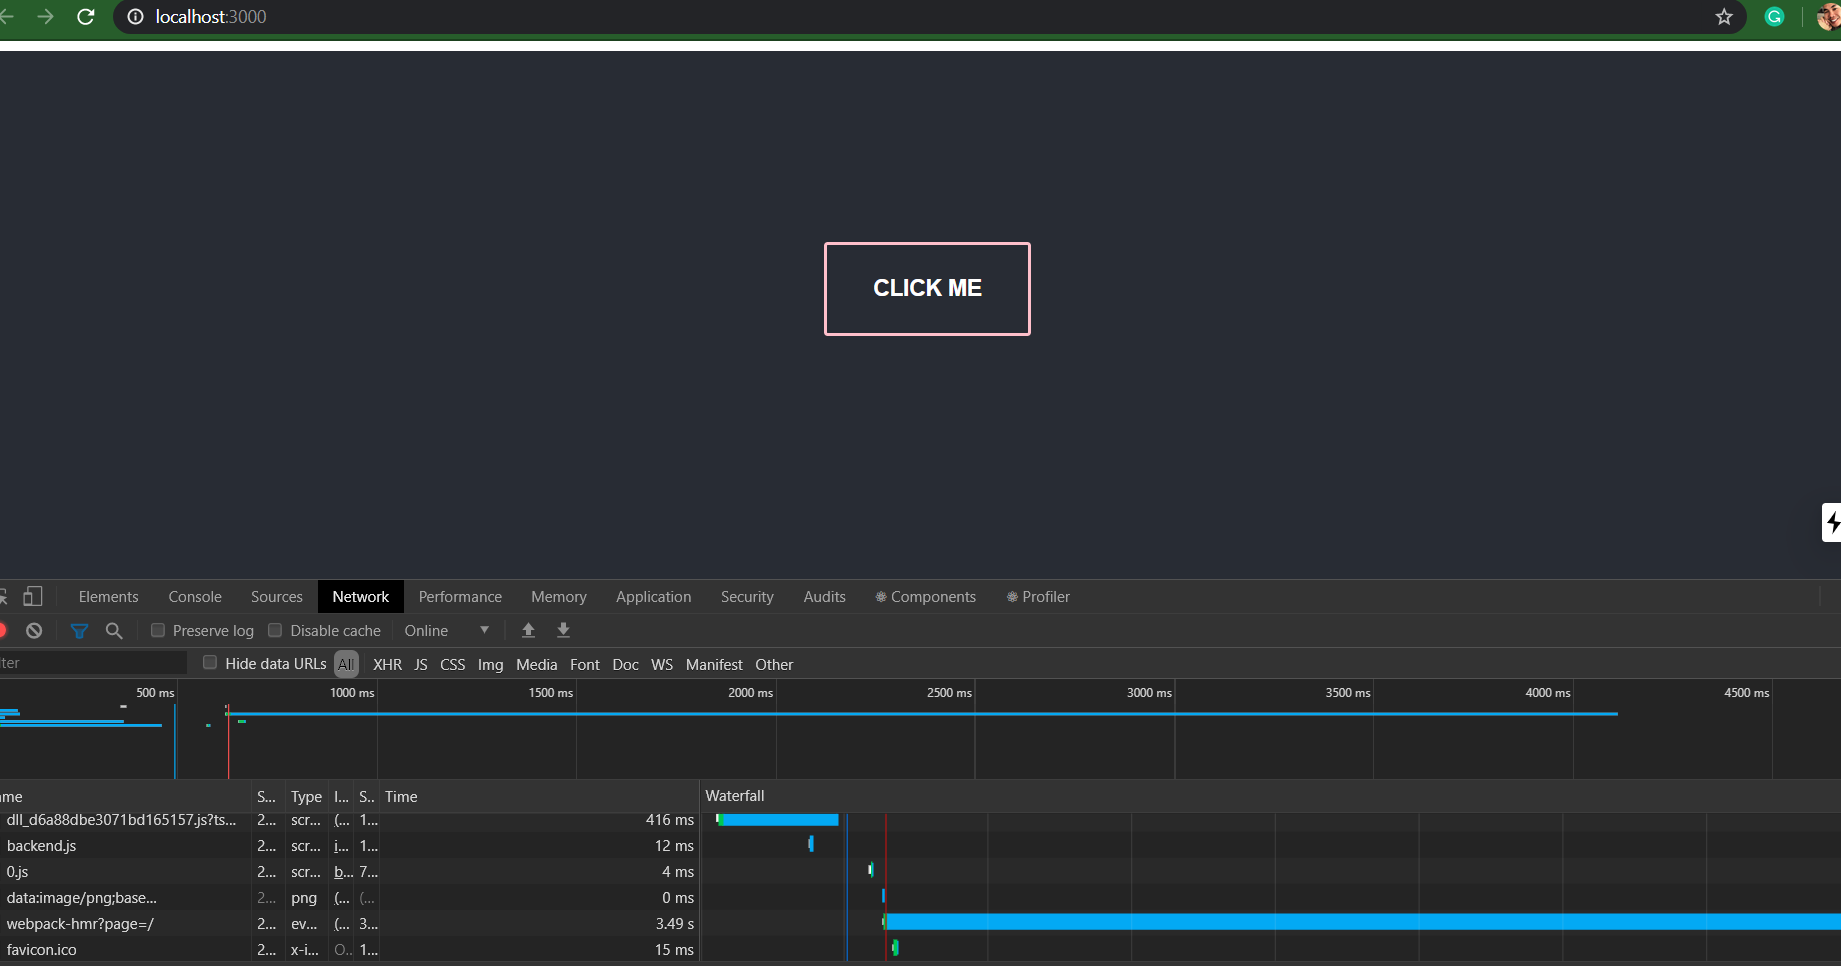 localhost:3000
CLICK ME
Elements Console Sources Network Performance Memory Application Security Audits Components Profiler
Preserve log Disable cache Online
Hide data URLs All XHR JS CSS Img Media Font Doc WS Manifest Other
500 ms 1000 ms 1500 ms 2000 ms 2500 ms 3000 ms 3500 ms 4000 ms 4500 ms
S... Type I... S.. Time Waterfall
dll_d6a88dbe3071bd165157.js?ts... 2... scr... (... 1... 416 ms
backend.js 2... scr... i... 1... 12 ms
0.js 2... scr... b... 7... 4 ms
data:image/png;base... 2... png (... (... 0 ms
webpack-hmr?page=/ 2... ev... (... 3... 3.49 s
favicon.ico 2... x-i... O.. 1... 15 ms